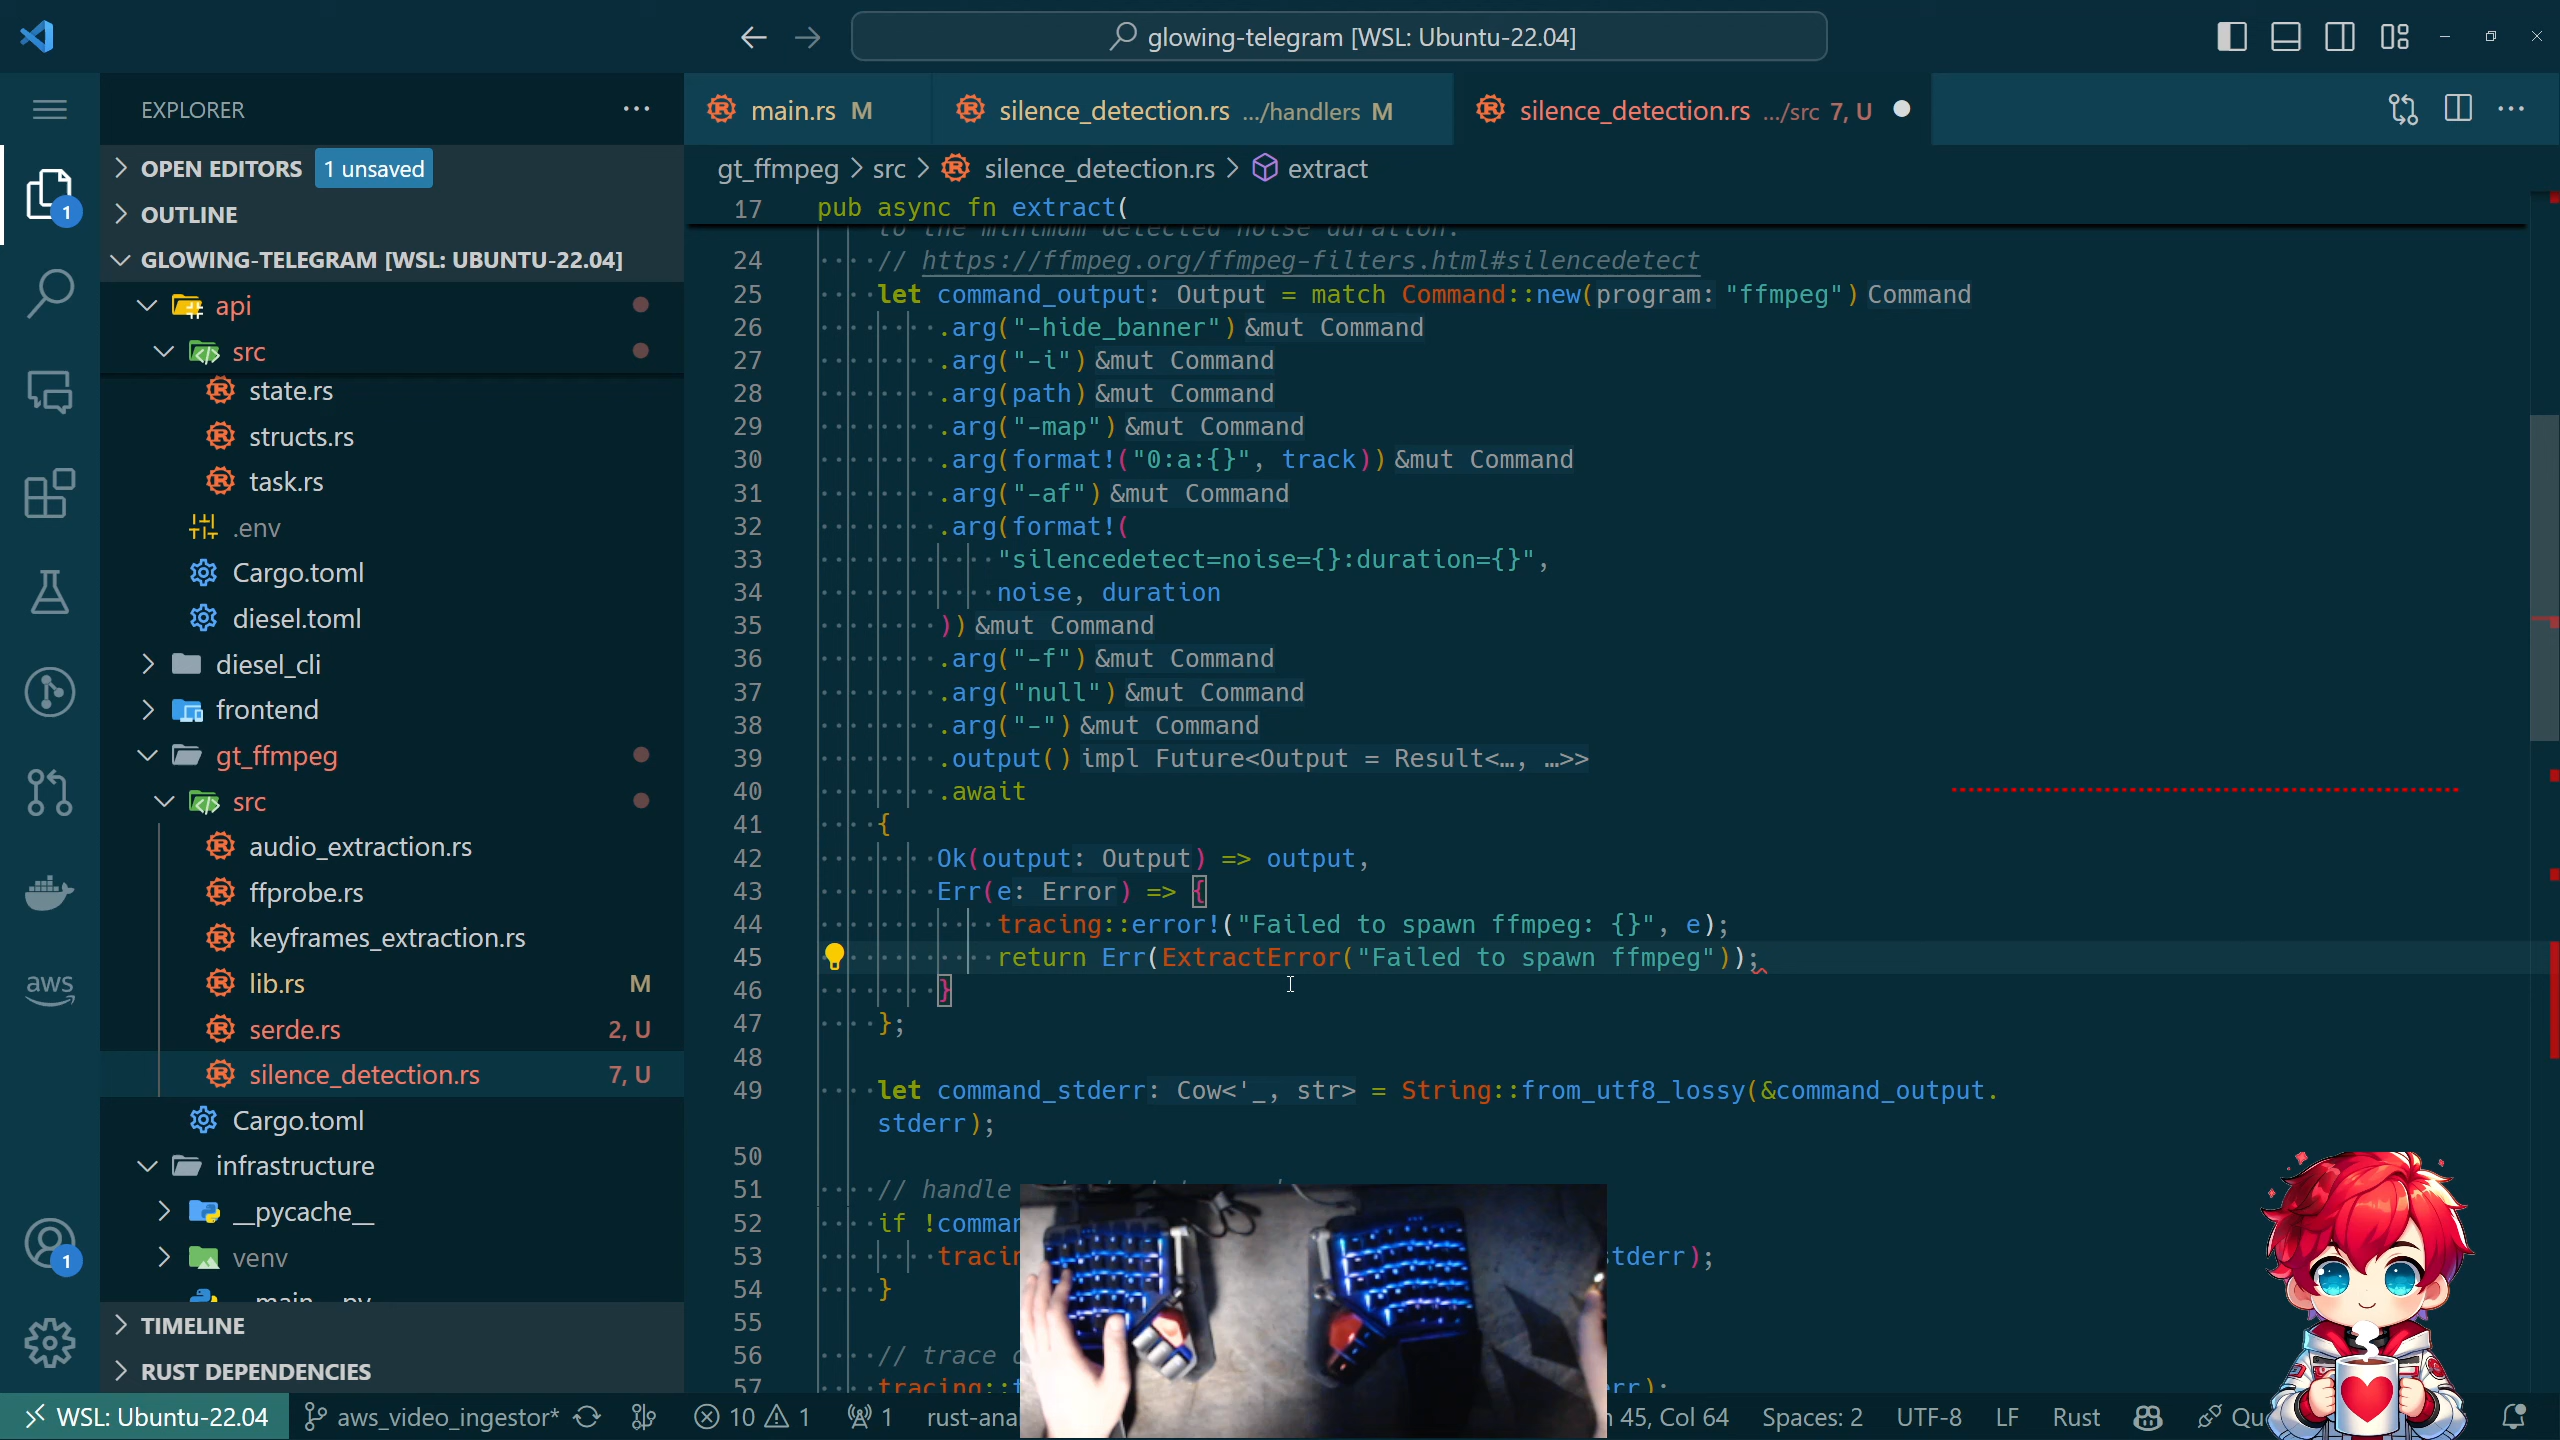 glowing-telegram [WSL: Ubuntu-22.04]
EXPLORER
OPEN EDITORS 1 unsaved
OUTLINE
GLOWING-TELEGRAM [WSL: UBUNTU-22.04]
api
src
state.rs
structs.rs
task.rs
.env
Cargo.toml
diesel.toml
diesel_cli
frontend
gt_ffmpeg
src
audio_extraction.rs
ffprobe.rs
keyframes_extraction.rs
lib.rs M
serde.rs 2, U
silence_detection.rs 7, U
Cargo.toml
infrastructure
__pycache__
venv
TIMELINE
RUST DEPENDENCIES
1
aws
1
main.rs M
silence_detection.rs .../handlers M
silence_detection.rs .../src 7, U
gt_ffmpeg > src > silence_detection.rs > extract
17 pub async fn extract(
to the minimum detected noise duration.
24 // https://ffmpeg.org/ffmpeg-filters.html#silencedetect
25 let command_output: Output = match Command::new(program: "ffmpeg") Command
26 .arg("-hide_banner") &mut Command
27 .arg("-i") &mut Command
28 .arg(path) &mut Command
29 .arg("-map") &mut Command
30 .arg(format!("0:a:{}", track)) &mut Command
31 .arg("-af") &mut Command
32 .arg(format!(
33 "silencedetect=noise={}:duration={}",
34 noise, duration
35 )) &mut Command
36 .arg("-f") &mut Command
37 .arg("null") &mut Command
38 .arg("-") &mut Command
39 .output() impl Future<Output = Result<…, …>>
40 .await
41 {
42 Ok(output: Output) => output,
43 Err(e: Error) => {
44 tracing::error!("Failed to spawn ffmpeg: {}", e);
45 return Err(ExtractError("Failed to spawn ffmpeg"));
46 }
47 };
48
49 let command_stderr: Cow<'_, str> = String::from_utf8_lossy(&command_output.
stderr);
50
51 // handle
52 if !comman
53 tracin tderr);
54 }
55
56 // trace
57 tracing::
WSL: Ubuntu-22.04 aws_video_ingestor* 10 1 1 rust-ana 45, Col 64 Spaces: 2 UTF-8 LF Rust